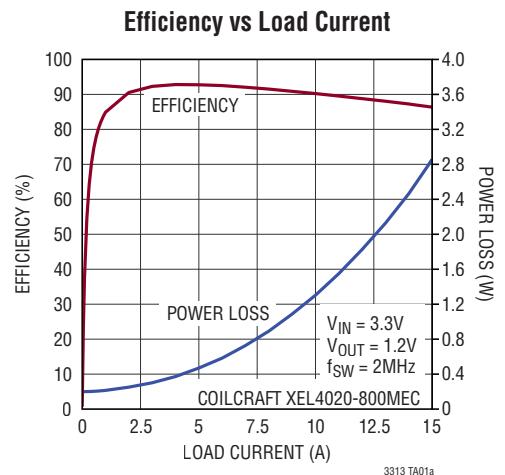 Efficiency vs Load Current
100
90
80
70
60
50
40
30
20
10
0
EFFICIENCY (%)
4.0
3.6
3.2
2.8
2.4
2.0
1.6
1.2
0.8
0.4
0
POWER LOSS (W)
EFFICIENCY
POWER LOSS
VIN = 3.3V
VOUT = 1.2V
fSW = 2MHz
COILCRAFT XEL4020-800MEC
0 2.5 5 7.5 10 12.5 15
LOAD CURRENT (A)
3313 TA01a